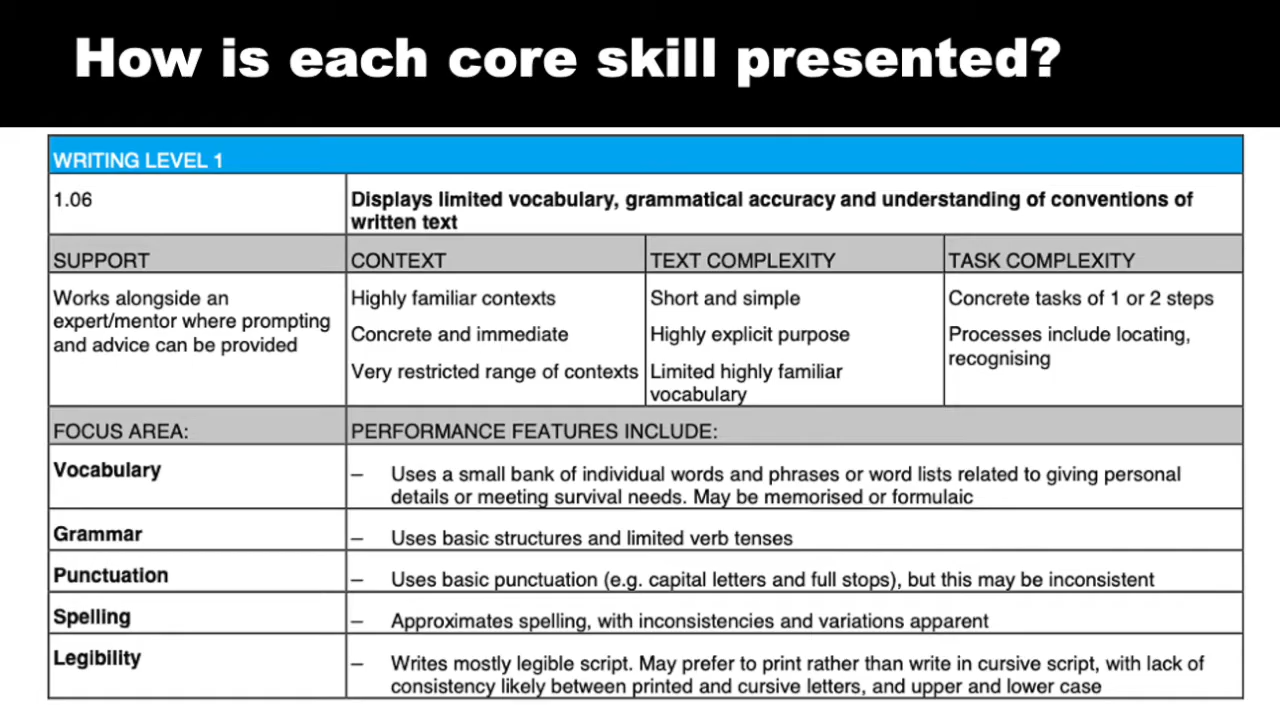 How is each core skill presented?
WRITING LEVEL 1
1.06
Displays limited vocabulary, grammatical accuracy and understanding of conventions of
written text
SUPPORT
CONTEXT
TEXT COMPLEXITY
TASK COMPLEXITY
Works alongside an
expert/mentor where prompting
and advice can be provided
Highly familiar contexts
Concrete and immediate
Very restricted range of contexts
Short and simple
Highly explicit purpose
Limited highly familiar
vocabulary
Concrete tasks of 1 or 2 steps
Processes include locating,
recognising
FOCUS AREA:
PERFORMANCE FEATURES INCLUDE:
Vocabulary
– Uses a small bank of individual words and phrases or word lists related to giving personal
details or meeting survival needs. May be memorised or formulaic
Grammar
– Uses basic structures and limited verb tenses
Punctuation
– Uses basic punctuation (e.g. capital letters and full stops), but this may be inconsistent
Spelling
– Approximates spelling, with inconsistencies and variations apparent
Legibility
– Writes mostly legible script. May prefer to print rather than write in cursive script, with lack of
consistency likely between printed and cursive letters, and upper and lower case